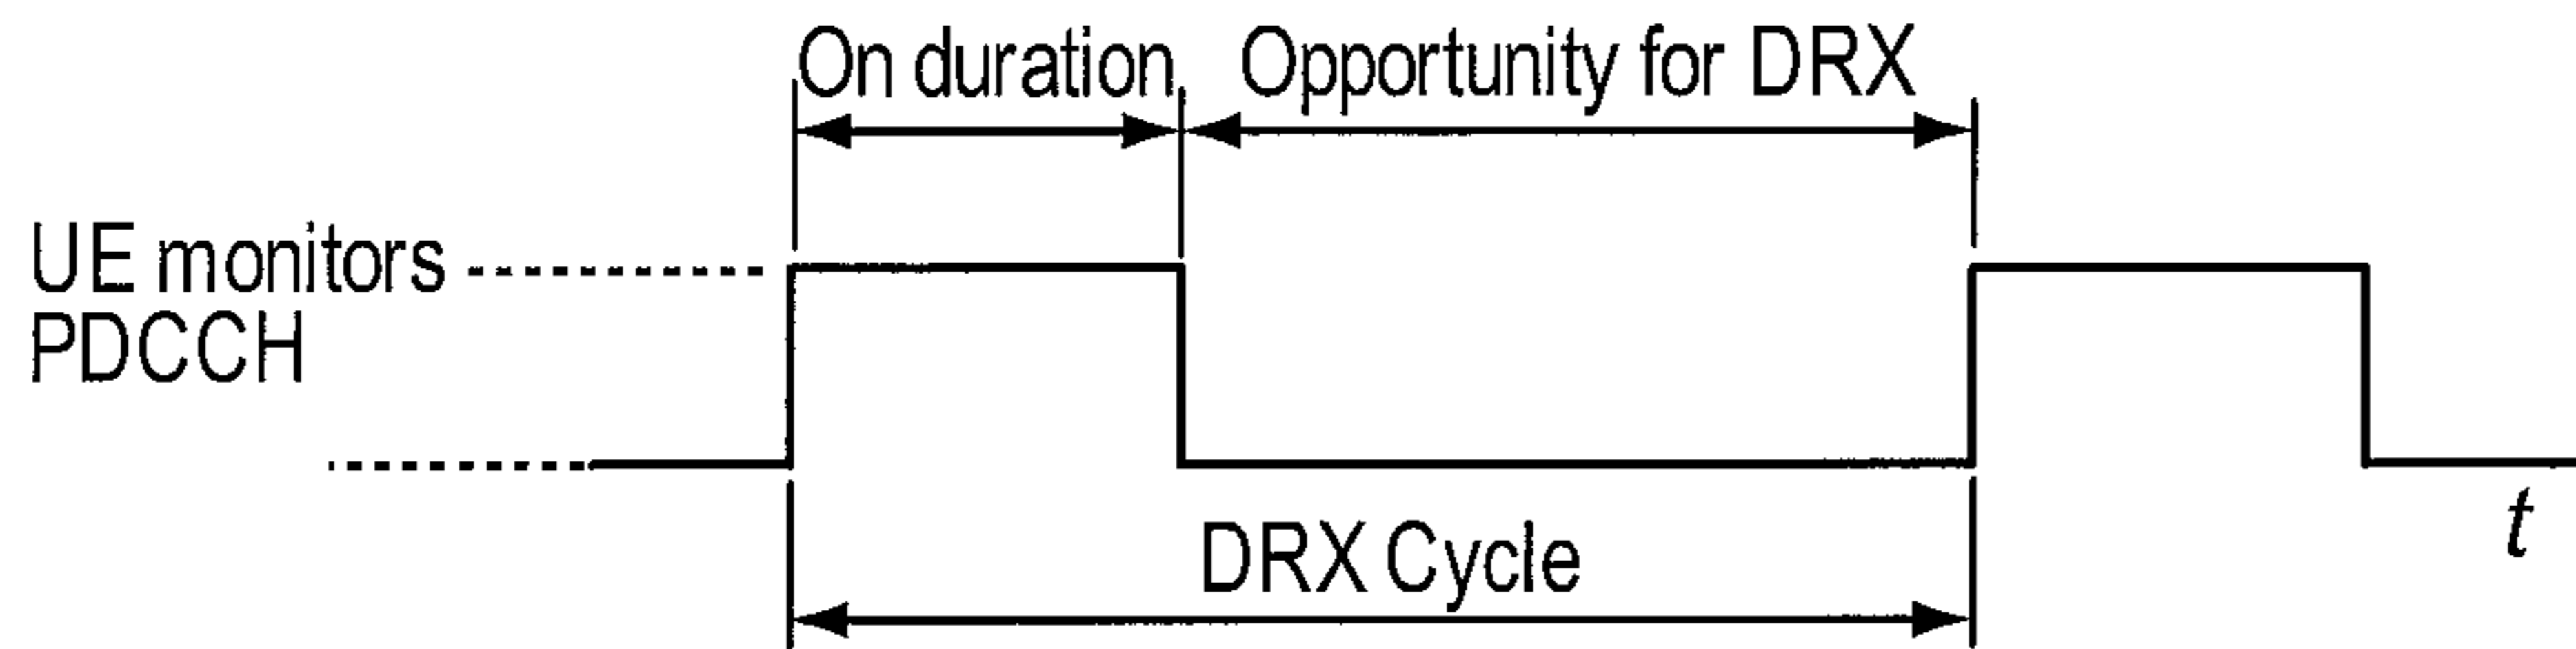 On duration
Opportunity for DRX
UE monitors
PDCCH
t
DRX Cycle